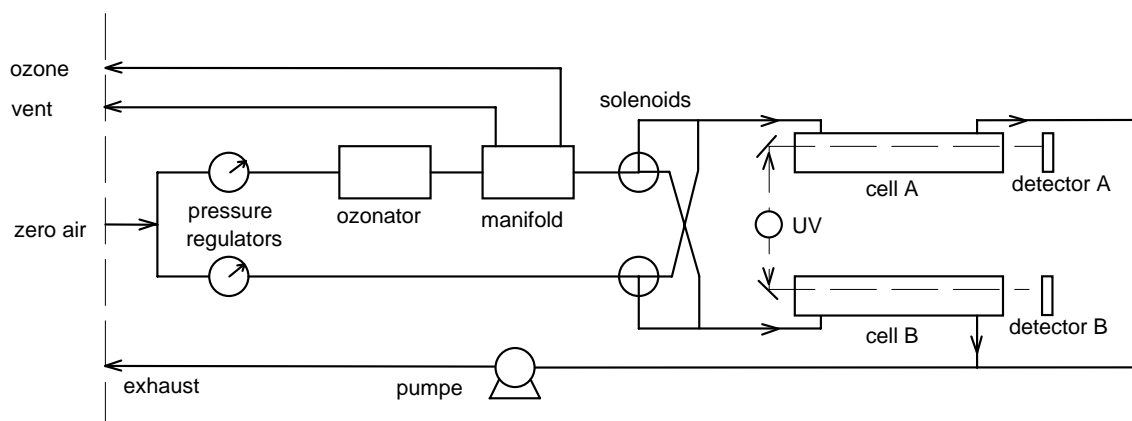 ozone
vent
solenoids
cell A
detector A
pressure
regulators
ozonator
manifold
zero air
UV
cell B
detector B
exhaust
pumpe